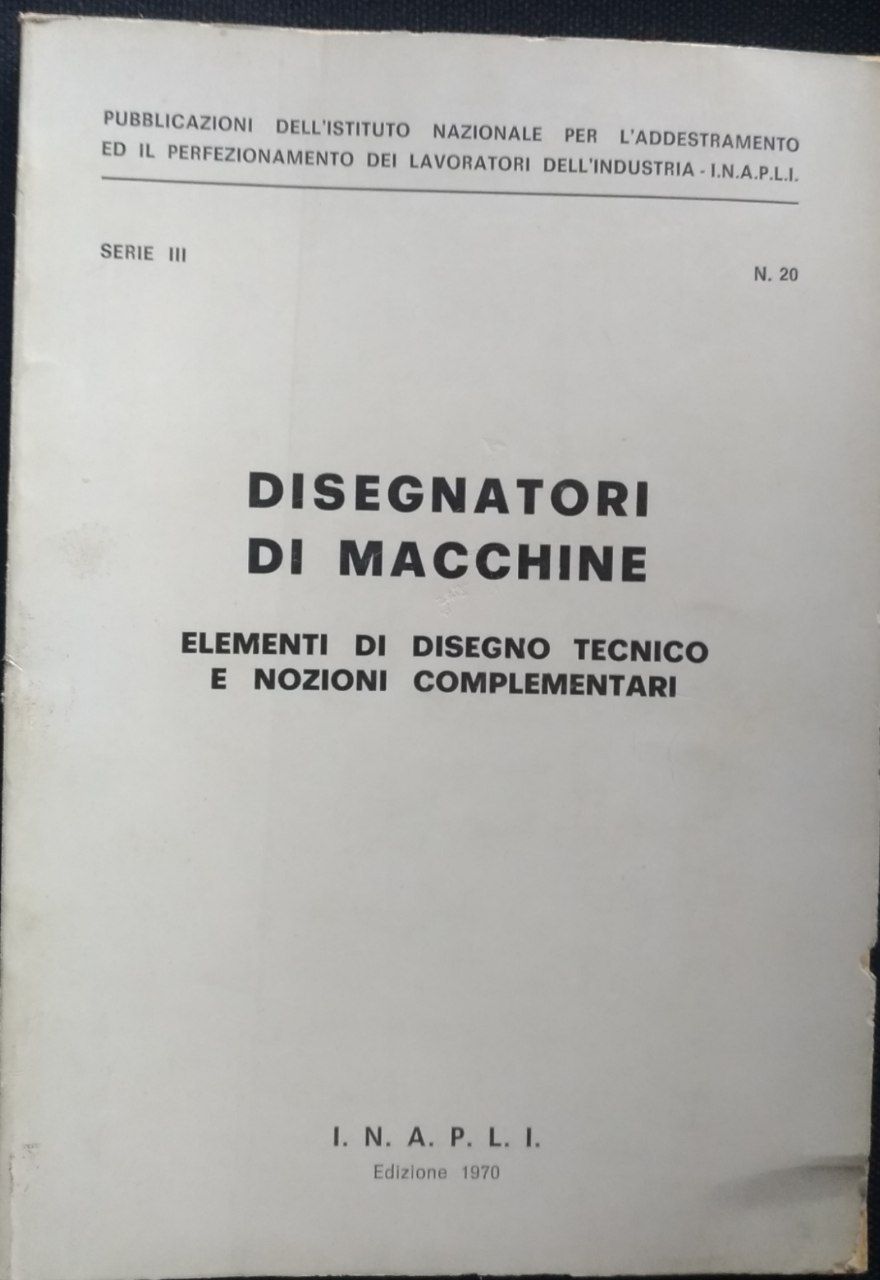 PUBBLICAZIONI DELL'ISTITUTO NAZIONALE PER L'ADDESTRAMENTO
ED IL PERFEZIONAMENTO DEI LAVORATORI DELL'INDUSTRIA - I.N.A.P.L.I.
SERIE III
N. 20
DISEGNATORI
DI MACCHINE
ELEMENTI DI DISEGNO TECNICO
E NOZIONI COMPLEMENTARI
I. N. A. P. L. I.
Edizione 1970